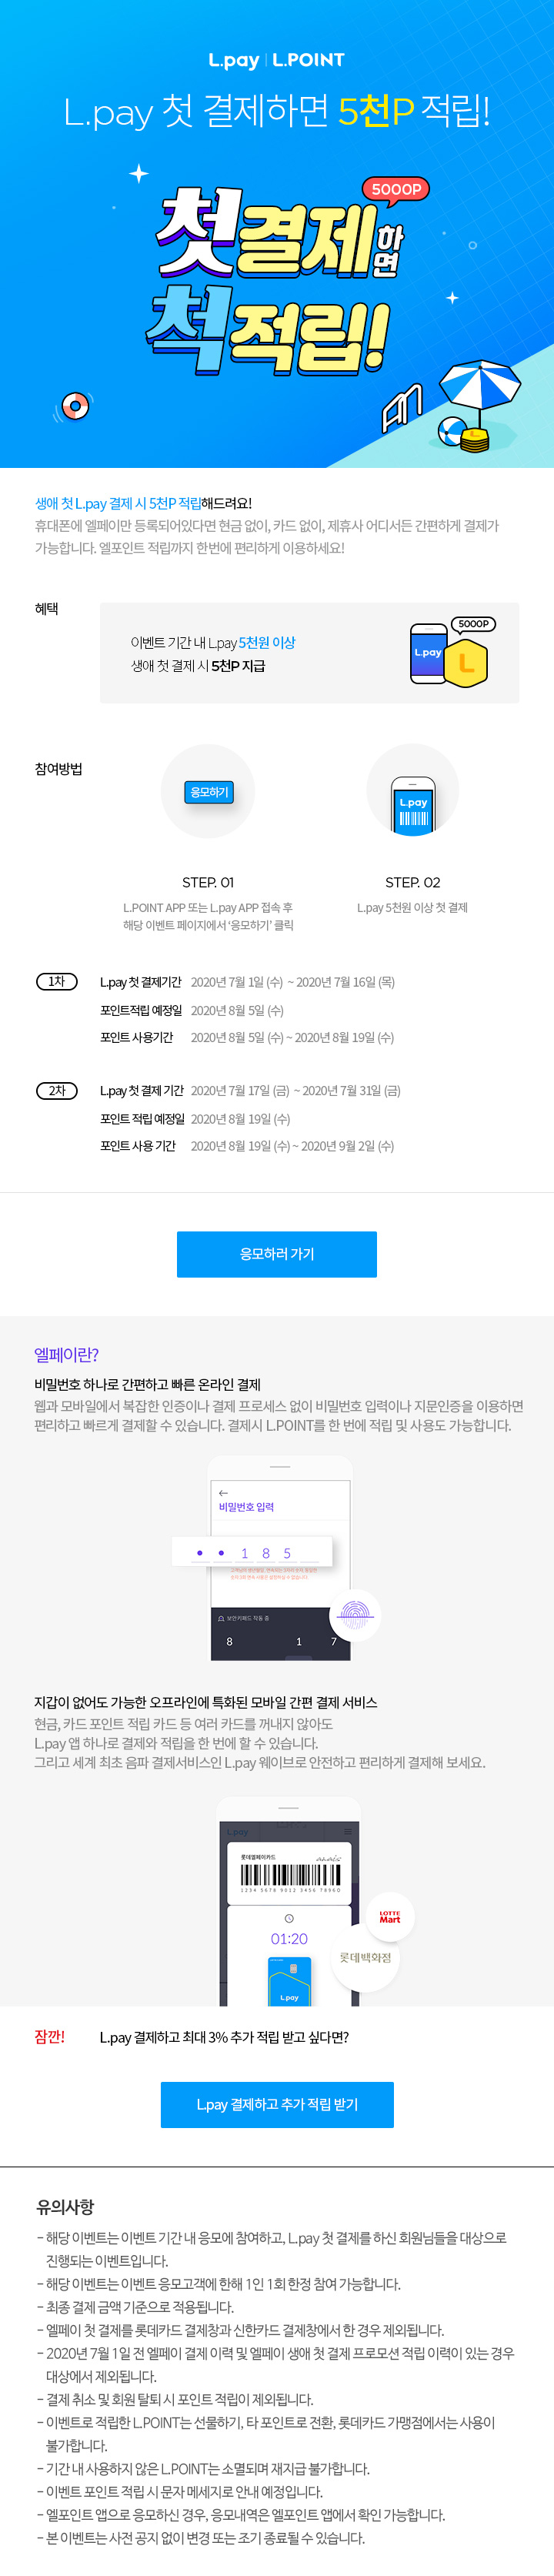 L.pay | L.POINT
L.pay 첫 결제하면 5천P 적립!
5000P
첫결제하면
척적립!
생애 첫 L.pay 결제 시 5천P 적립해드려요!
휴대폰에 엘페이만 등록되어있다면 현금 없이, 카드 없이, 제휴사 어디서든 간편하게 결제가
가능합니다. 엘포인트 적립까지 한번에 편리하게 이용하세요!
혜택
이벤트 기간 내 L.pay 5천원 이상
생애 첫 결제 시 5천P 지급
5000P
L.pay
L
참여방법
응모하기
L.pay
STEP. 01
STEP. 02
L.POINT APP 또는 L.pay APP 접속 후
해당 이벤트 페이지에서 '응모하기' 클릭
L.pay 5천원 이상 첫 결제
1차
L.pay 첫 결제기간 2020년 7월 1일 (수) ~ 2020년 7월 16일 (목)
포인트적립 예정일 2020년 8월 5일 (수)
포인트 사용기간 2020년 8월 5일 (수) ~ 2020년 8월 19일 (수)
2차
L.pay 첫 결제 기간 2020년 7월 17일 (금) ~ 2020년 7월 31일 (금)
포인트 적립 예정일 2020년 8월 19일 (수)
포인트 사용 기간 2020년 8월 19일 (수) ~ 2020년 9월 2일 (수)
응모하러 가기
엘페이란?
비밀번호 하나로 간편하고 빠른 온라인 결제
웹과 모바일에서 복잡한 인증이나 결제 프로세스 없이 비밀번호 입력이나 지문인증을 이용하면
편리하고 빠르게 결제할 수 있습니다. 결제시 L.POINT를 한 번에 적립 및 사용도 가능합니다.
비밀번호 입력
1 8 5
보안키패드 작동 중
8 1 7
지갑이 없어도 가능한 오프라인에 특화된 모바일 간편 결제 서비스
현금, 카드 포인트 적립 카드 등 여러 카드를 꺼내지 않아도
L.pay 앱 하나로 결제와 적립을 한 번에 할 수 있습니다.
그리고 세계 최초 음파 결제서비스인 L.pay 웨이브로 안전하고 편리하게 결제해 보세요.
L.pay
롯데엘페이카드
1234 5678 9012 3456 78960
01:20
L.pay
LOTTE
Mart
롯데백화점
잠깐!
L.pay 결제하고 최대 3% 추가 적립 받고 싶다면?
L.pay 결제하고 추가 적립 받기
유의사항
- 해당 이벤트는 이벤트 기간 내 응모에 참여하고, L.pay 첫 결제를 하신 회원님들을 대상으로
진행되는 이벤트입니다.
- 해당 이벤트는 이벤트 응모고객에 한해 1인 1회 한정 참여 가능합니다.
- 최종 결제 금액 기준으로 적용됩니다.
- 엘페이 첫 결제를 롯데카드 결제창과 신한카드 결제창에서 한 경우 제외됩니다.
- 2020년 7월 1일 전 엘페이 결제 이력 및 엘페이 생애 첫 결제 프로모션 적립 이력이 있는 경우
대상에서 제외됩니다.
- 결제 취소 및 회원 탈퇴 시 포인트 적립이 제외됩니다.
- 이벤트로 적립한 L.POINT는 선물하기, 타 포인트로 전환, 롯데카드 가맹점에서는 사용이
불가합니다.
- 기간 내 사용하지 않은 L.POINT는 소멸되며 재지급 불가합니다.
- 이벤트 포인트 적립 시 문자 메세지로 안내 예정입니다.
- 엘포인트 앱으로 응모하신 경우, 응모내역은 엘포인트 앱에서 확인 가능합니다.
- 본 이벤트는 사전 공지 없이 변경 또는 조기 종료될 수 있습니다.